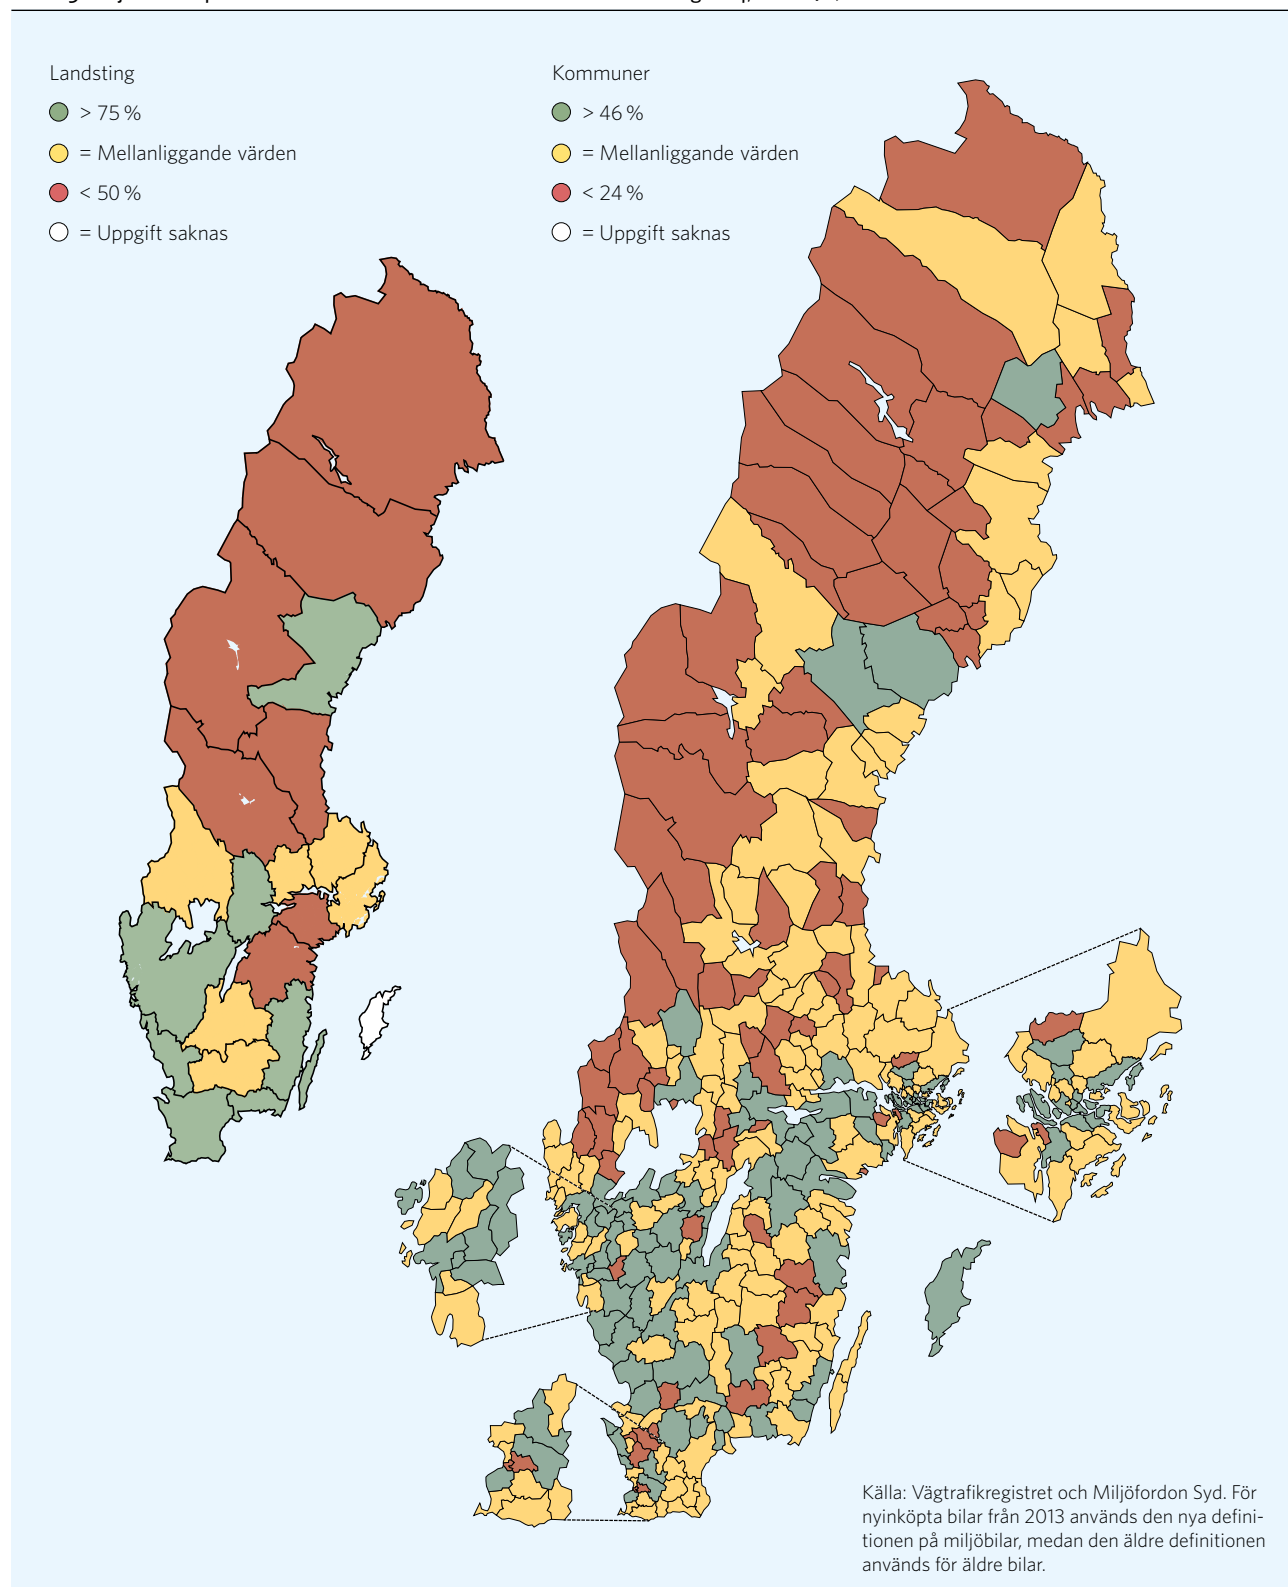 Landsting
> 75 %
= Mellanliggande värden
< 50 %
= Uppgift saknas
Kommuner
> 46 %
= Mellanliggande värden
< 24 %
= Uppgift saknas
Källa: Vägtrafikregistret och Miljöfordon Syd. För
nyinköpta bilar från 2013 används den nya defini-
tionen på miljöbilar, medan den äldre definitionen
används för äldre bilar.